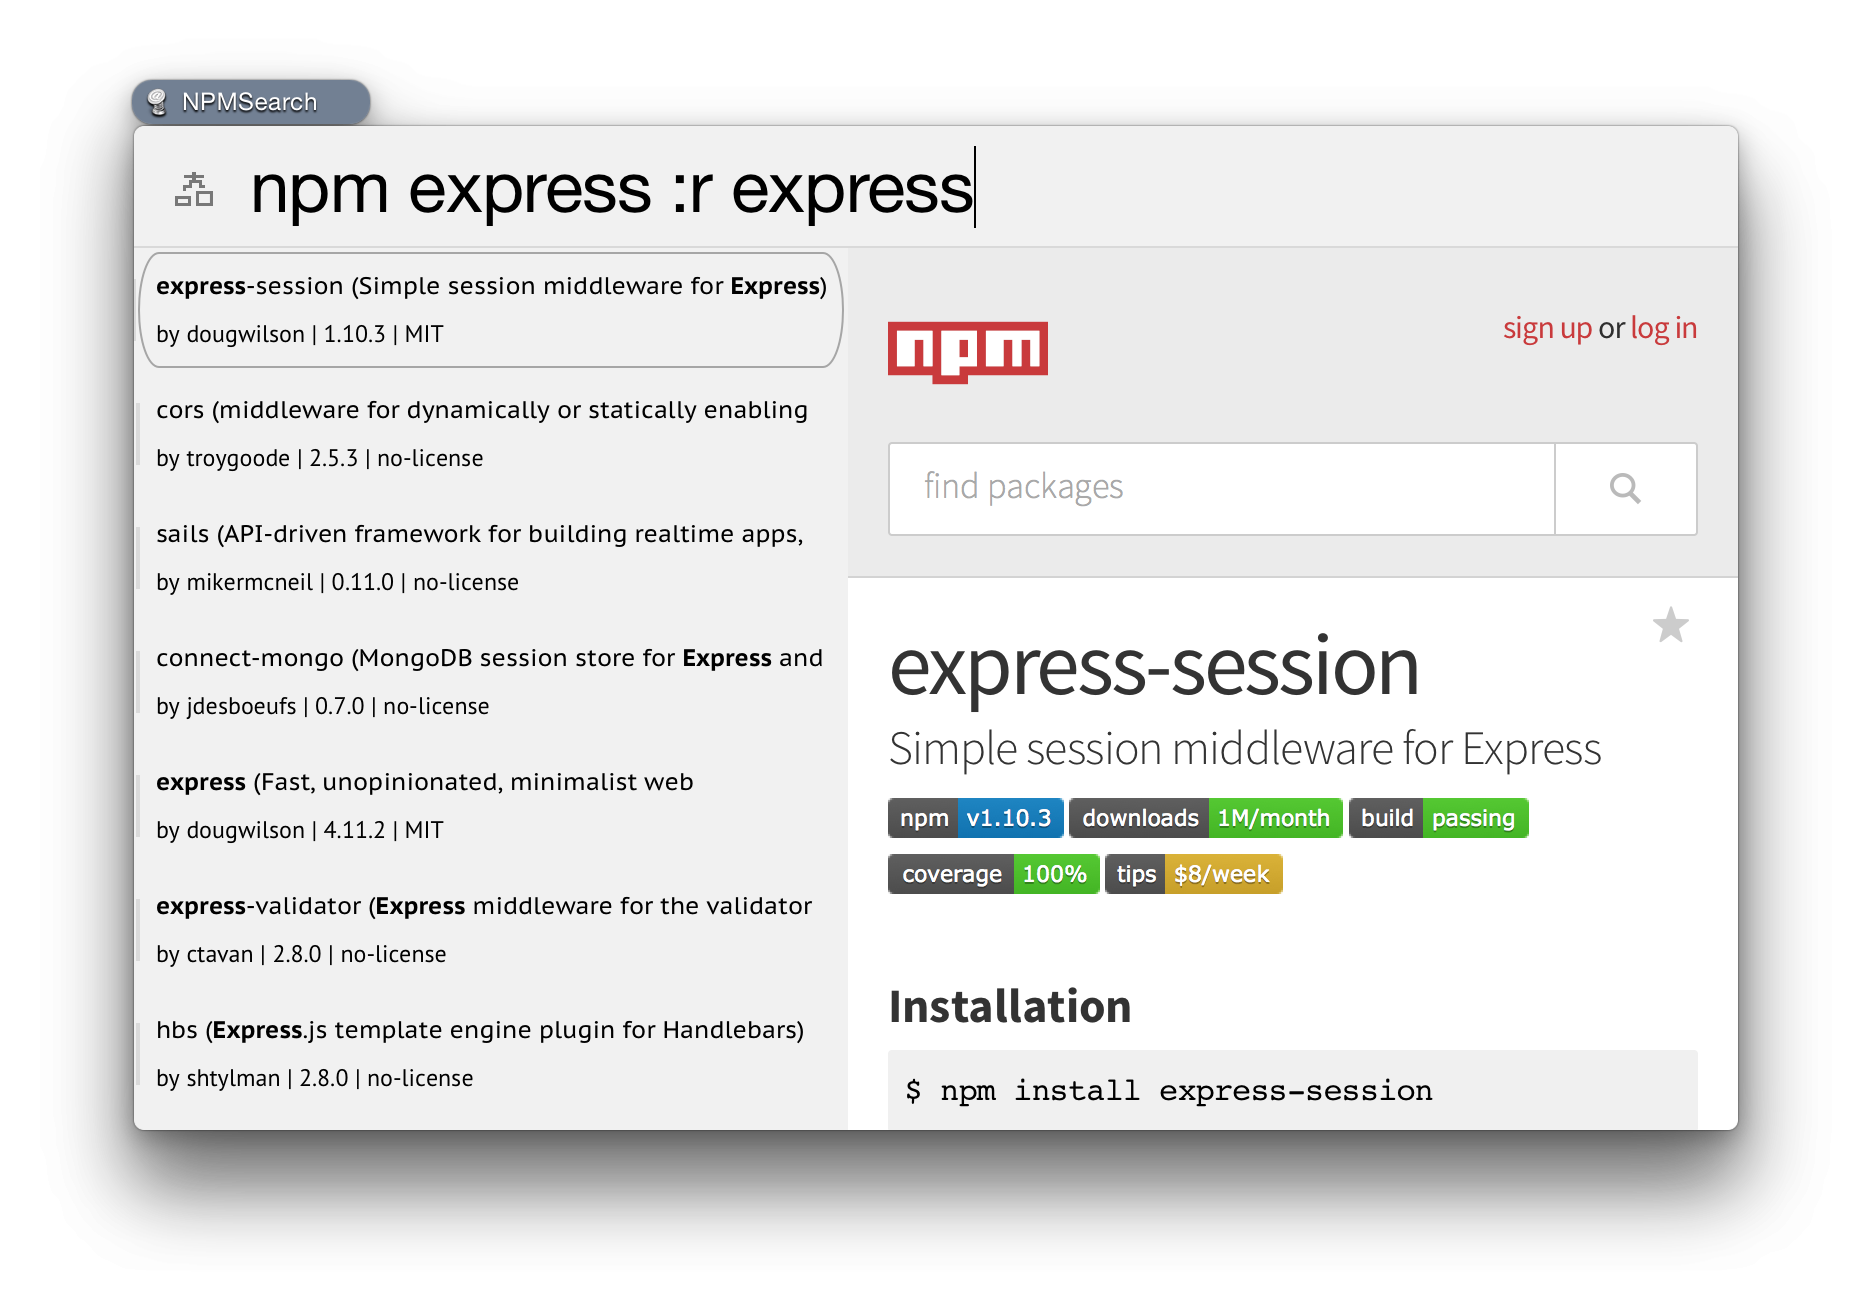 NPMSearch
npm express :r express
express-session (Simple session middleware for Express)
by dougwilson | 1.10.3 | MIT
cors (middleware for dynamically or statically enabling
by troygoode | 2.5.3 | no-license
sails (API-driven framework for building realtime apps,
by mikermcneil | 0.11.0 | no-license
connect-mongo (MongoDB session store for Express and
by jdesboeufs | 0.7.0 | no-license
express (Fast, unopinionated, minimalist web
by dougwilson | 4.11.2 | MIT
express-validator (Express middleware for the validator
by ctavan | 2.8.0 | no-license
hbs (Express.js template engine plugin for Handlebars)
by shtylman | 2.8.0 | no-license
npm
sign up or log in
find packages
express-session
Simple session middleware for Express
npm v1.10.3 downloads 1M/month build passing
coverage 100% tips $8/week
Installation
$ npm install express-session